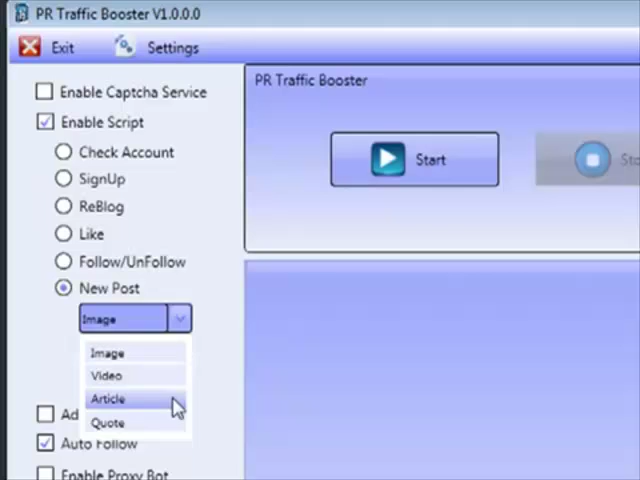 PR Traffic Booster V1.0.0.0
Exit Settings
Enable Captcha Service
Enable Script
Check Account
SignUp
ReBlog
Like
Follow/UnFollow
New Post
Image
Image
Video
Article
Quote
Auto Follow
Enable Proxy Bot
PR Traffic Booster
Start